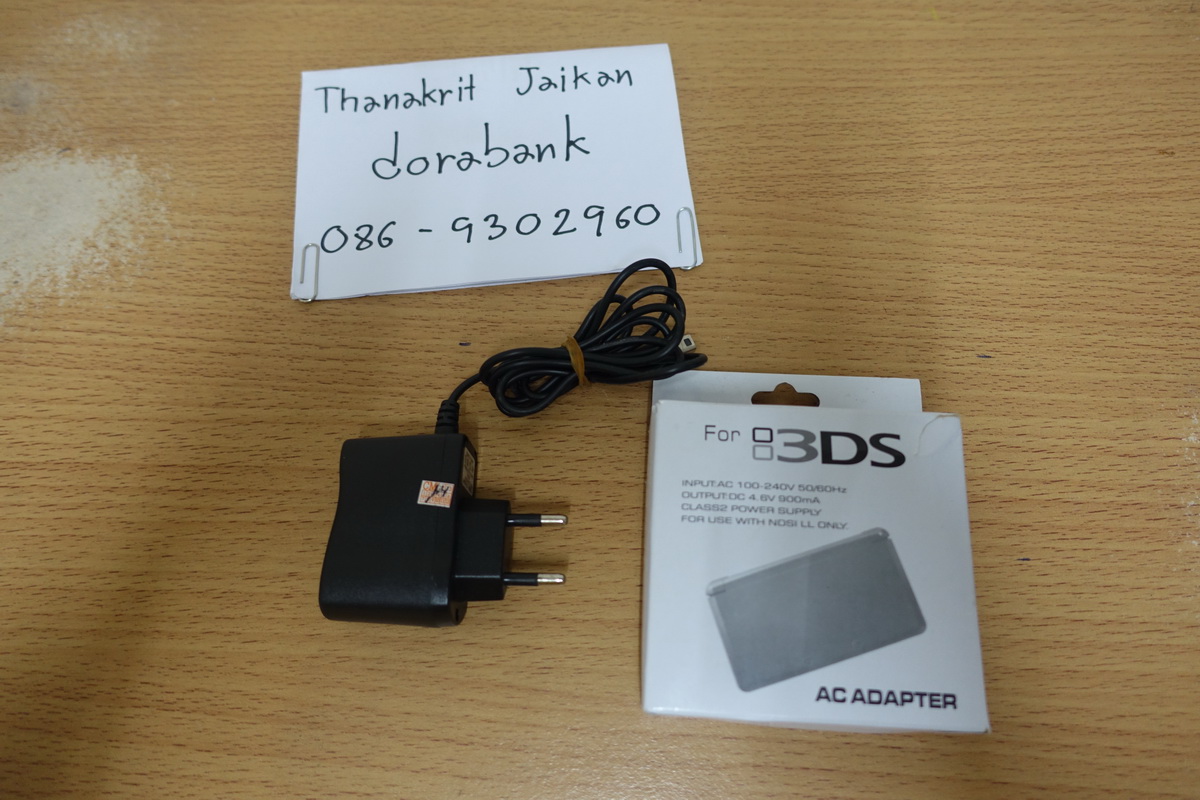 Thanakrit Jaikan
dorabank
086 - 9302960
For 3DS
INPUT:AC 100-240V 50/60Hz
OUTPUT:DC 4.6V 900mA
CLASS2 POWER SUPPLY
FOR USE WITH NDSI LL ONLY.
AC ADAPTER